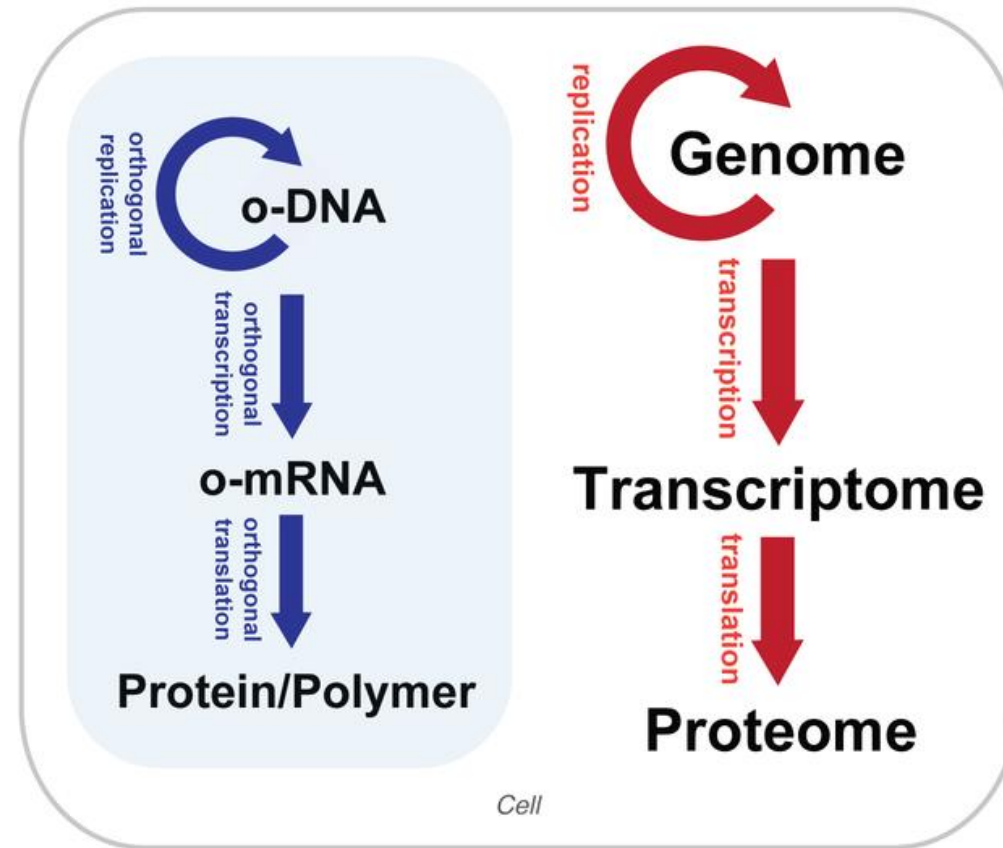 orthogonal
replication
o-DNA
orthogonal
transcription
o-mRNA
orthogonal
translation
Protein/Polymer
replication
Genome
transcription
Transcriptome
translation
Proteome
Cell